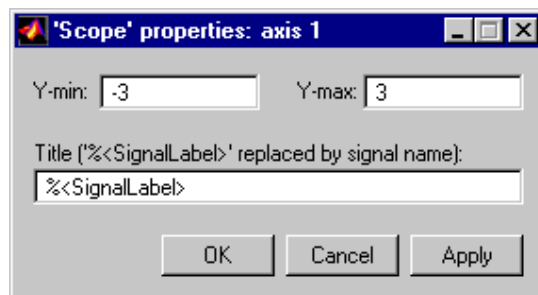 'Scope' properties: axis 1
Y-min: -3 Y-max: 3
Title ('%<SignalLabel>' replaced by signal name):
%<SignalLabel>
OK Cancel Apply